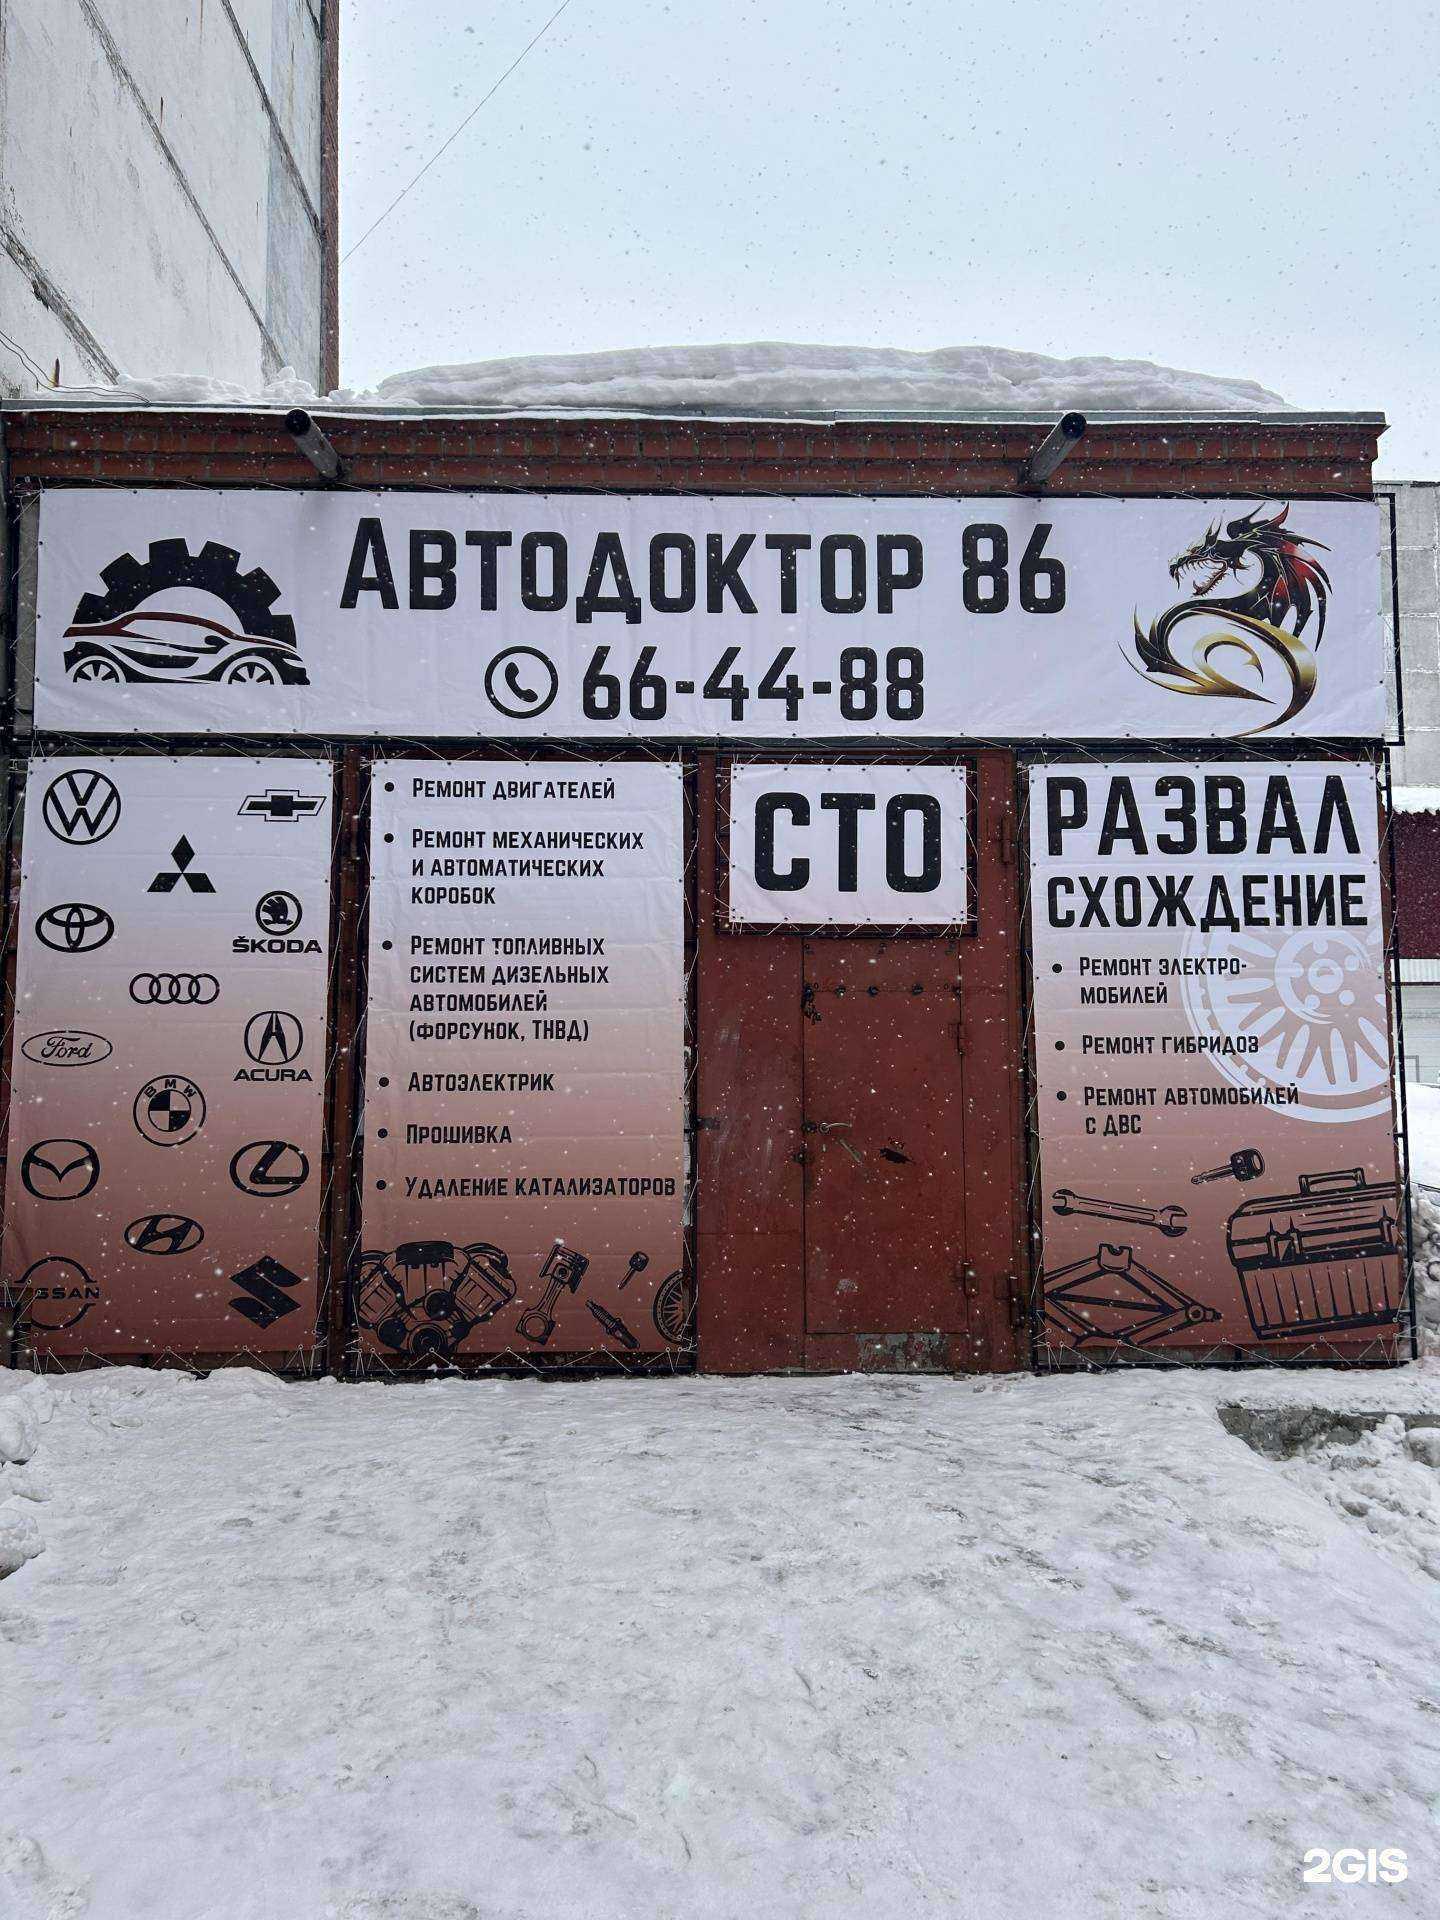 Автодоктор 86
66-44-88
ŠKODA
Ford
ACURA
BMW
SSAN
• Ремонт двигателей
• Ремонт механических
и автоматических
коробок
• Ремонт топливных
систем дизельных
автомобилей
(форсунок, ТНВД)
• Автоэлектрик
• Прошивка
• Удаление катализаторов
СТО
РАЗВАЛ
СХОЖДЕНИЕ
• Ремонт электро-
мобилей
• Ремонт гибридов
• Ремонт автомобилей
с ДВС
2GIS